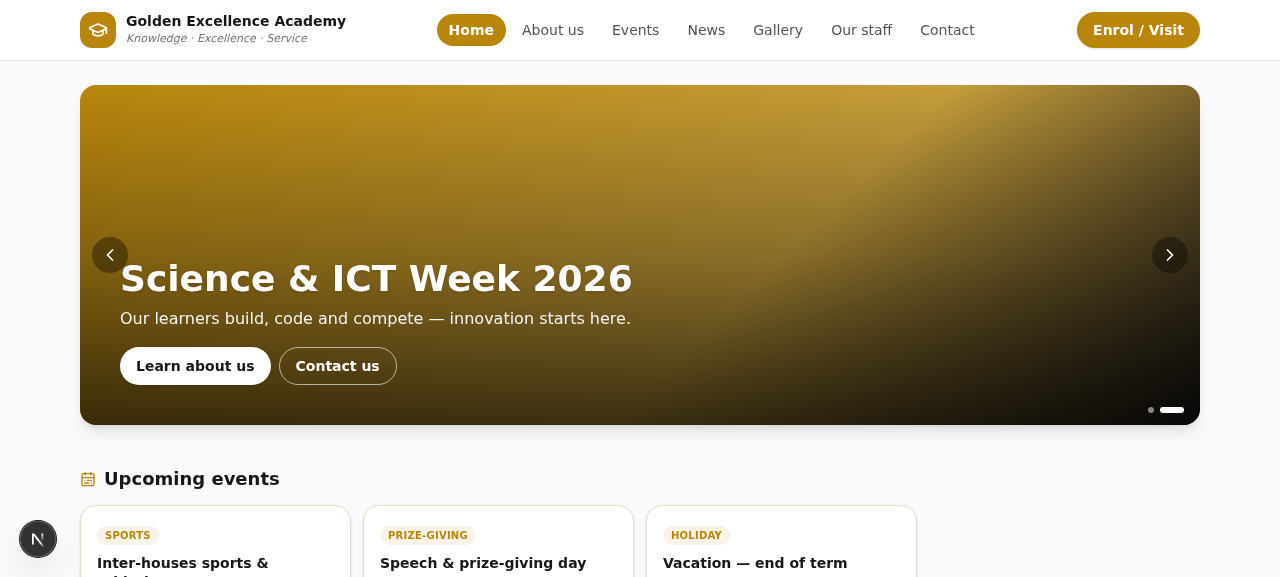 Golden Excellence Academy
Knowledge · Excellence · Service
Home
About us
Events
News
Gallery
Our staff
Contact
Enrol / Visit
Science & ICT Week 2026
Our learners build, code and compete — innovation starts here.
Learn about us
Contact us
Upcoming events
SPORTS
PRIZE-GIVING
HOLIDAY
Inter-houses sports &
Speech & prize-giving day
Vacation — end of term
N